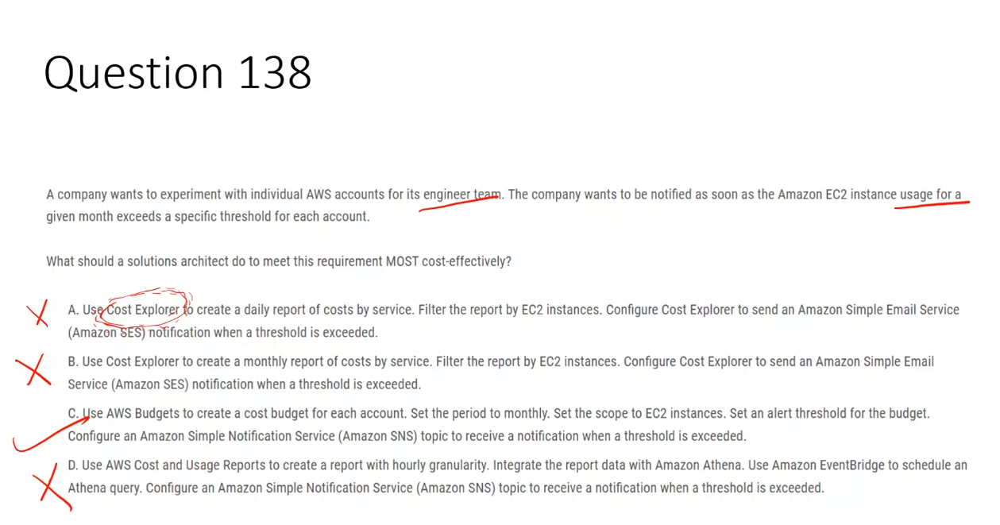 Question 138
A company wants to experiment with individual AWS accounts for its engineer team. The company wants to be notified as soon as the Amazon EC2 instance usage for a
given month exceeds a specific threshold for each account.
What should a solutions architect do to meet this requirement MOST cost-effectively?
A. Use Cost Explorer to create a daily report of costs by service. Filter the report by EC2 instances. Configure Cost Explorer to send an Amazon Simple Email Service
(Amazon SES) notification when a threshold is exceeded.
B. Use Cost Explorer to create a monthly report of costs by service. Filter the report by EC2 instances. Configure Cost Explorer to send an Amazon Simple Email
Service (Amazon SES) notification when a threshold is exceeded.
C. Use AWS Budgets to create a cost budget for each account. Set the period to monthly. Set the scope to EC2 instances. Set an alert threshold for the budget.
Configure an Amazon Simple Notification Service (Amazon SNS) topic to receive a notification when a threshold is exceeded.
D. Use AWS Cost and Usage Reports to create a report with hourly granularity. Integrate the report data with Amazon Athena. Use Amazon EventBridge to schedule an
Athena query. Configure an Amazon Simple Notification Service (Amazon SNS) topic to receive a notification when a threshold is exceeded.